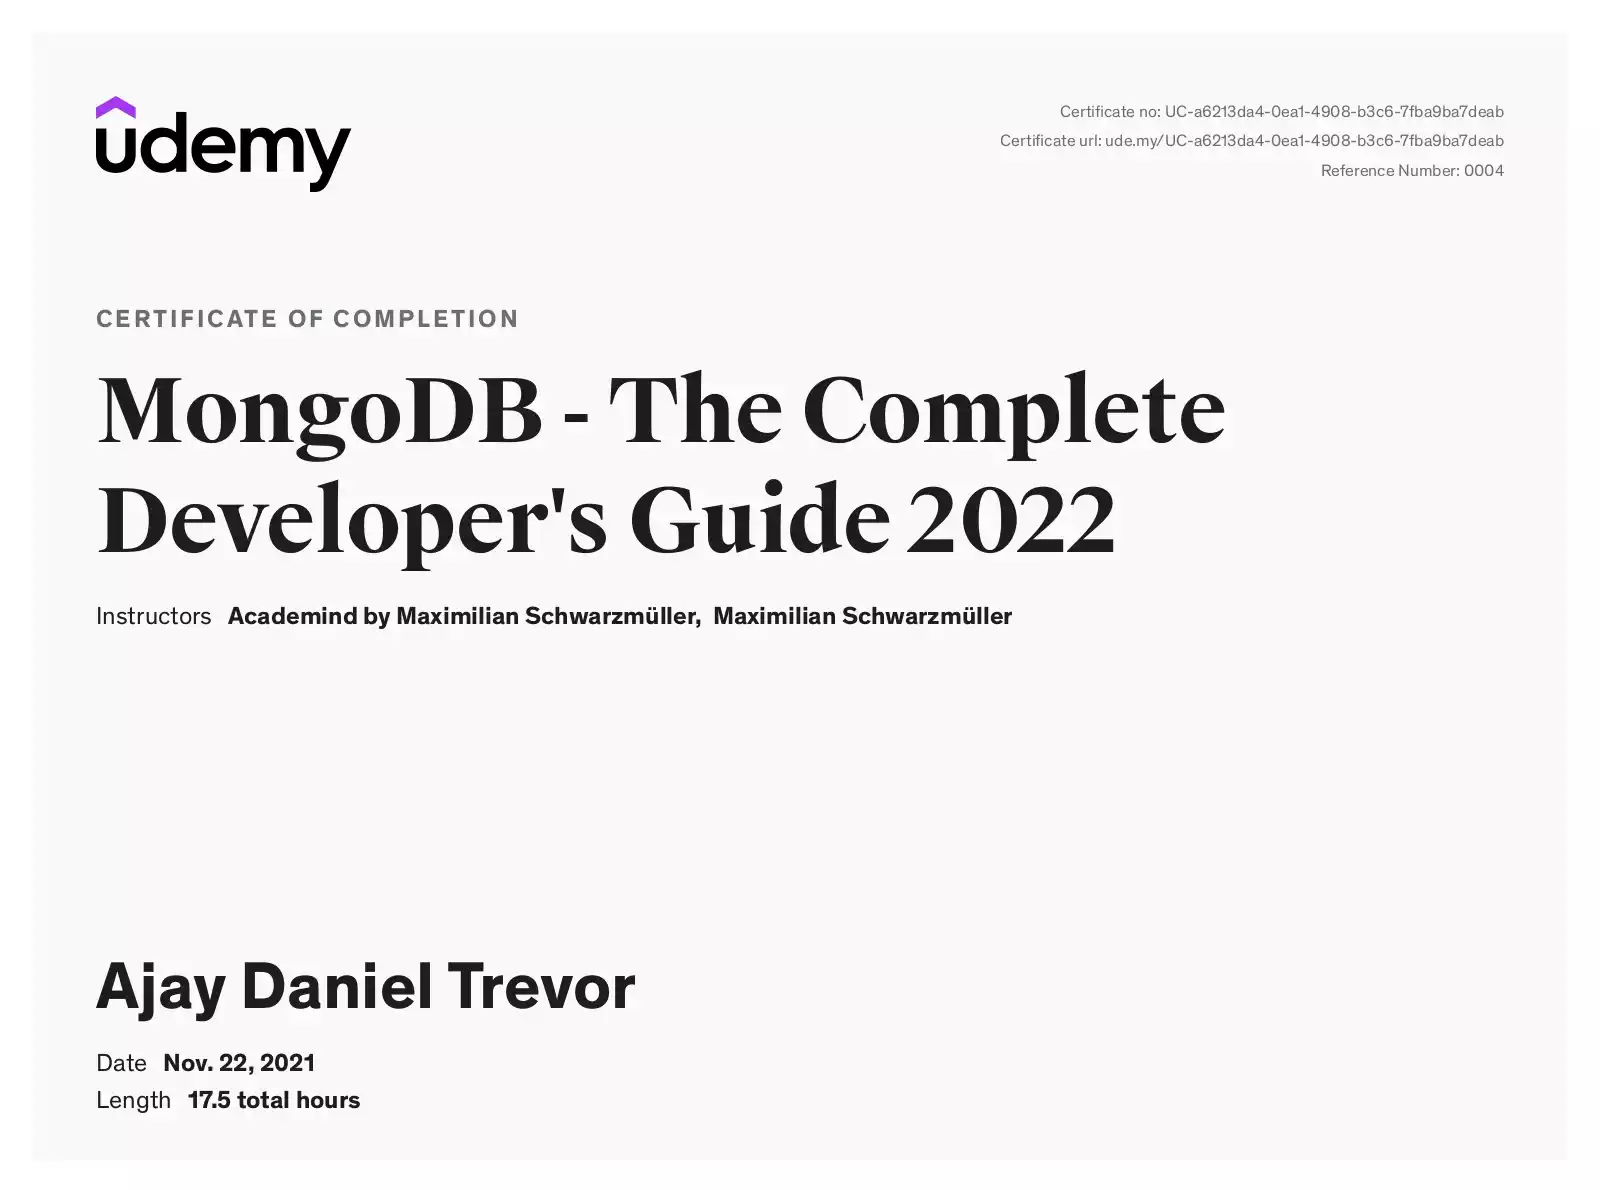 udemy
Certificate no: UC-a6213da4-0ea1-4908-b3c6-7fba9ba7deab
Certificate url: ude.my/UC-a6213da4-0ea1-4908-b3c6-7fba9ba7deab
Reference Number: 0004
CERTIFICATE OF COMPLETION
MongoDB - The Complete
Developer's Guide 2022
Instructors Academind by Maximilian Schwarzmüller, Maximilian Schwarzmüller
Ajay Daniel Trevor
Date Nov. 22, 2021
Length 17.5 total hours